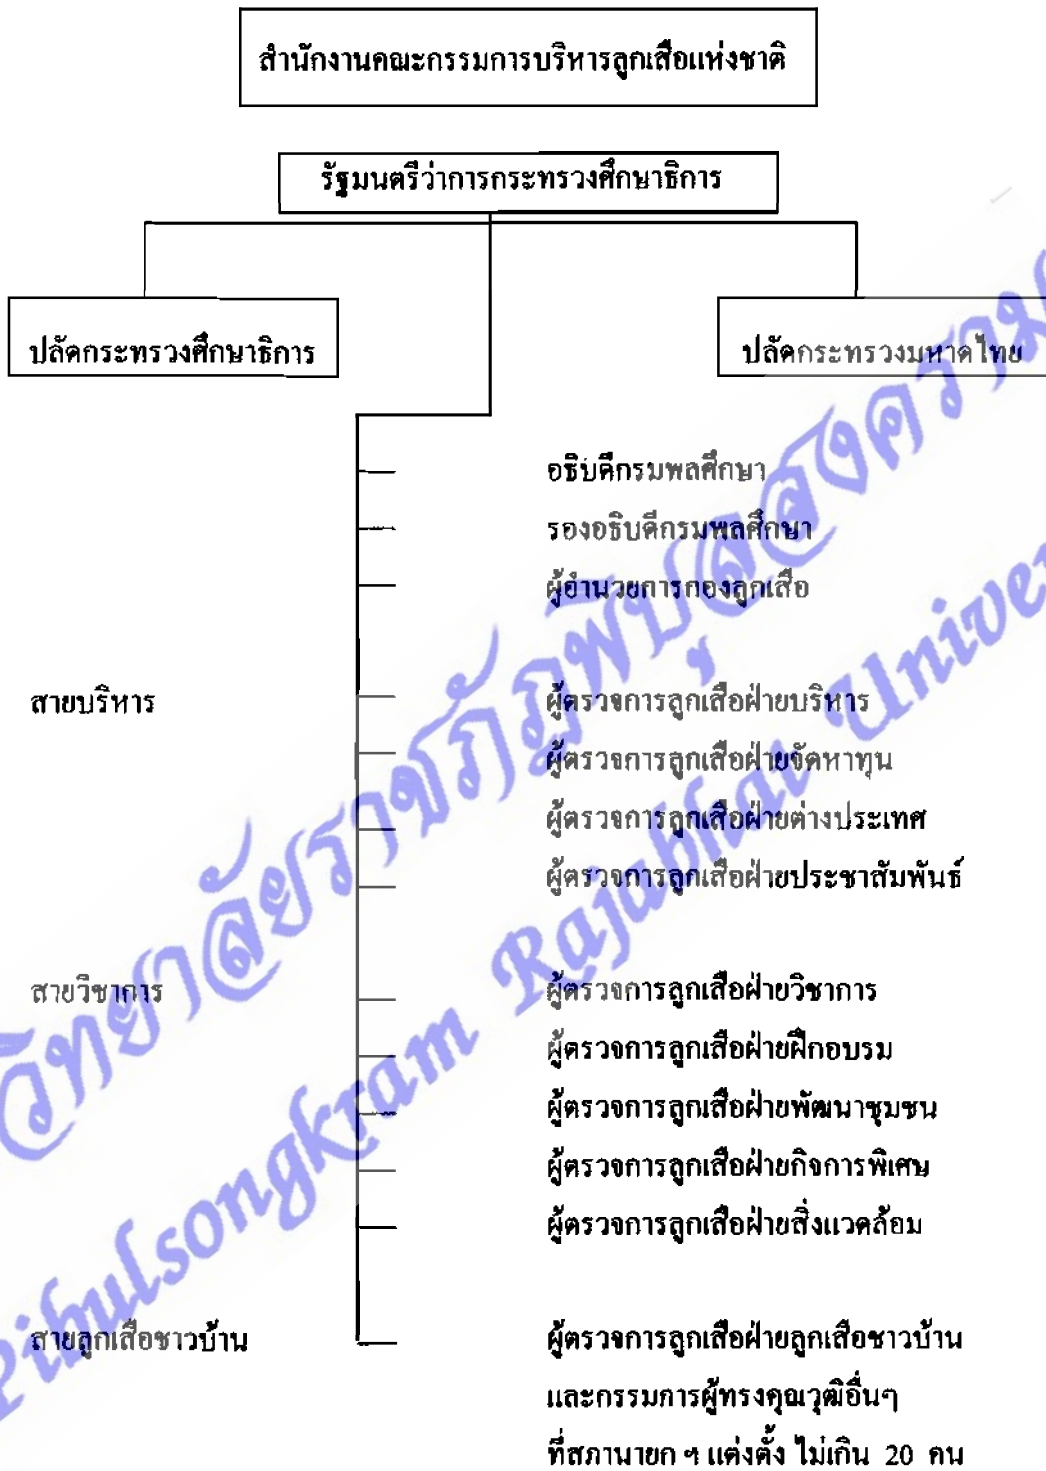 สำนักงานคณะกรรมการบริหารลูกเสือแห่งชาติ
รัฐมนตรีว่าการกระทรวงศึกษาธิการ
ปลัดกระทรวงศึกษาธิการ
ปลัดกระทรวงมหาดไทย
อธิบดีกรมพลศึกษา
รองอธิบดีกรมพลศึกษา
ผู้อำนวยการกองลูกเสือ
สายบริหาร
ผู้ตรวจการลูกเสือฝ่ายบริหาร
ผู้ตรวจการลูกเสือฝ่ายจัดหาทุน
ผู้ตรวจการลูกเสือฝ่ายต่างประเทศ
ผู้ตรวจการลูกเสือฝ่ายประชาสัมพันธ์
สายวิชาการ
ผู้ตรวจการลูกเสือฝ่ายวิชาการ
ผู้ตรวจการลูกเสือฝ่ายฝึกอบรม
ผู้ตรวจการลูกเสือฝ่ายพัฒนาชุมชน
ผู้ตรวจการลูกเสือฝ่ายกิจการพิเศษ
ผู้ตรวจการลูกเสือฝ่ายสิ่งแวดล้อม
สายลูกเสือชาวบ้าน
ผู้ตรวจการลูกเสือฝ่ายลูกเสือชาวบ้าน
และกรรมการผู้ทรงคุณวุฒิอื่นๆ
ที่สภานายก ฯ แต่งตั้ง ไม่เกิน 20 คน
วิทยาลัยราชภัฏพิบูลสงคราม
Pibulsongkram Rajabhat Univer